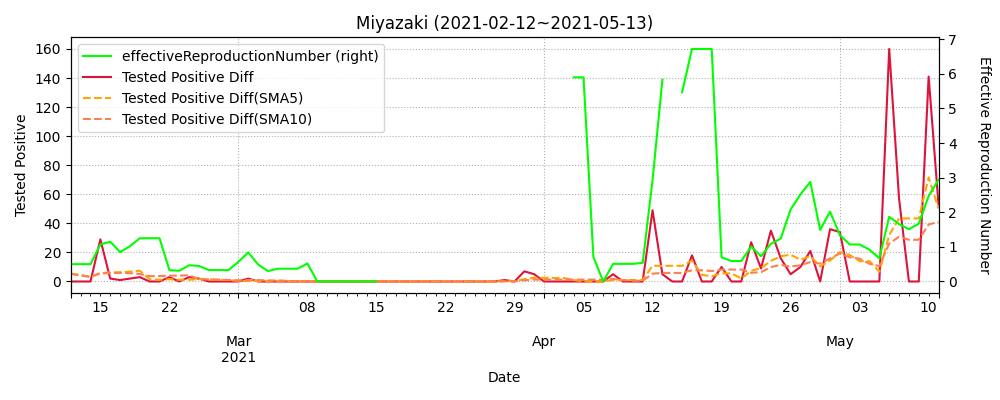 Miyazaki (2021-02-12~2021-05-13)
effectiveReproductionNumber (right)
Tested Positive Diff
Tested Positive Diff(SMA5)
Tested Positive Diff(SMA10)
Tested Positive
160
140
120
100
80
60
40
20
0
Effective Reproduction Number
7
6
5
4
3
2
1
0
15 22 08 15 22 29 05 12 19 26 03 10
Mar Apr May
2021
Date